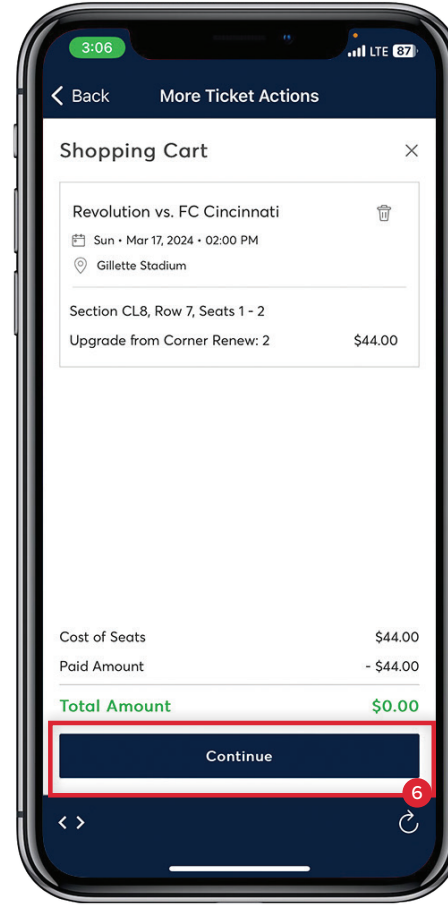 3:06 LTE 87
Back More Ticket Actions
Shopping Cart
Revolution vs. FC Cincinnati
Sun • Mar 17, 2024 • 02:00 PM
Gillette Stadium
Section CL8, Row 7, Seats 1 - 2
Upgrade from Corner Renew: 2 $44.00
Cost of Seats $44.00
Paid Amount - $44.00
Total Amount $0.00
Continue
6